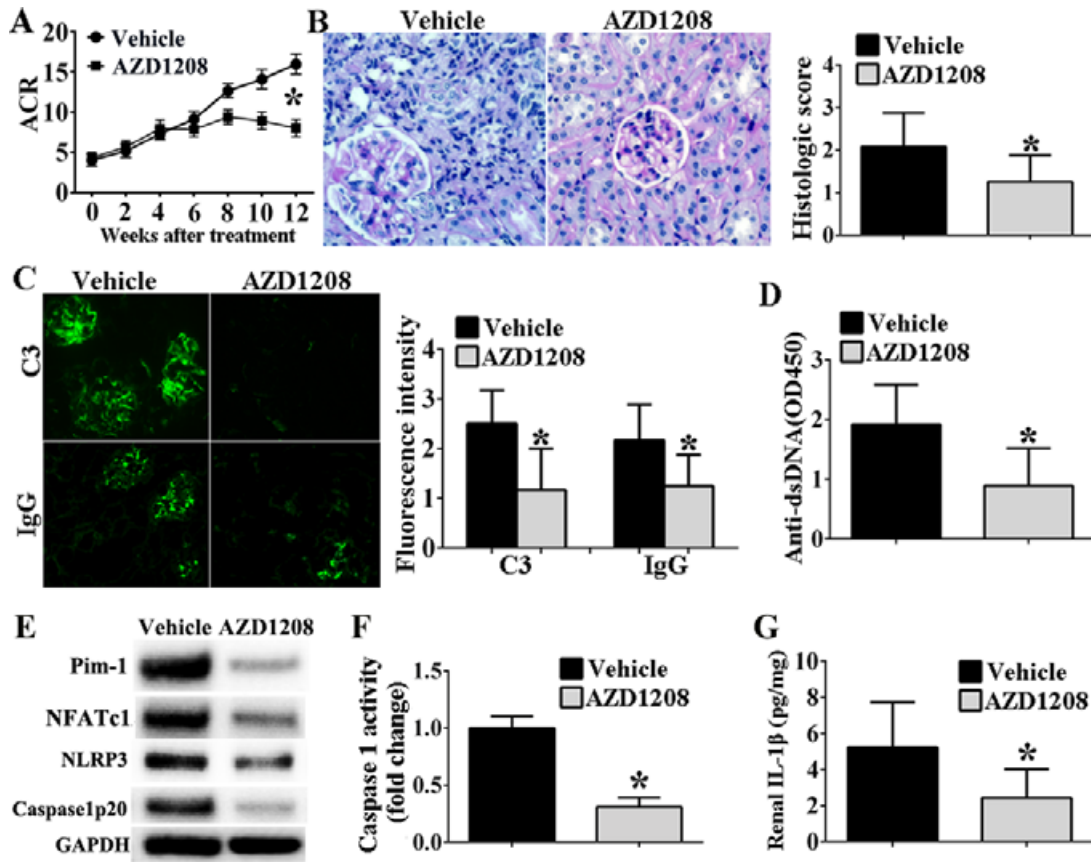 A
Vehicle
AZD1208
ACR
20
15
10
5
0
0 2 4 6 8 10 12
*
Weeks after treatment
B
Vehicle
AZD1208
Vehicle
AZD1208
Histologic score
4
3
2
1
0
*
C
Vehicle
AZD1208
C3
IgG
Vehicle
AZD1208
Fluorescence intensity
4
3
2
1
0
*
*
C3
IgG
D
Vehicle
AZD1208
Anti-dsDNA(OD450)
3
2
1
0
*
E
Vehicle AZD1208
Pim-1
NFATc1
NLRP3
Caspase1p20
GAPDH
F
Vehicle
AZD1208
Caspase 1 activity
(fold change)
1.5
1.0
0.5
0.0
*
G
Vehicle
AZD1208
Renal IL-1β (pg/mg)
10
8
6
4
2
0
*